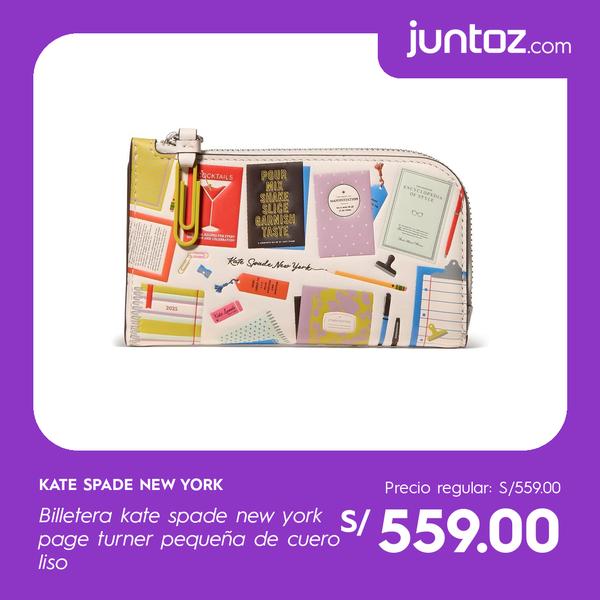 juntoz.com
COCKTAILS
POUR
MIX
SHAKE
SLICE
GARNISH
TASTE
ENCYCLOPEDIA
OF STYLE
Kate Spade New York
2021
KATE SPADE NEW YORK
Precio regular: S/559.00
Billetera kate spade new york
page turner pequeña de cuero
liso
S/ 559.00